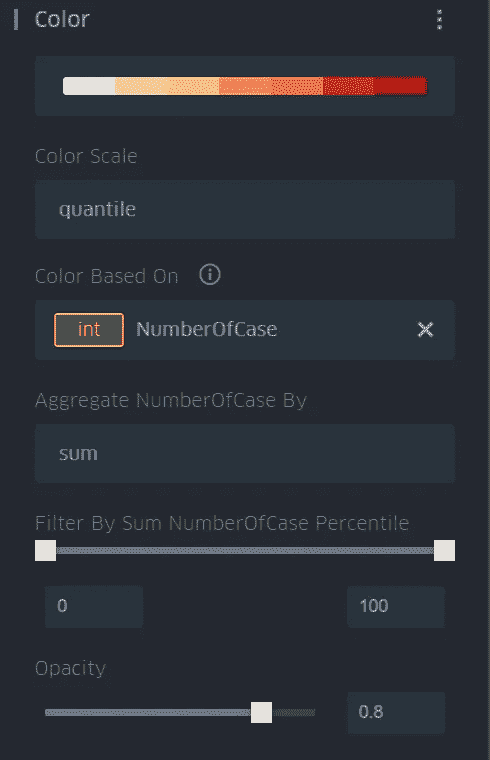 Color
Color Scale
quantile
Color Based On
int NumberOfCase
Aggregate NumberOfCase By
sum
Filter By Sum NumberOfCase Percentile
0 100
Opacity
0.8